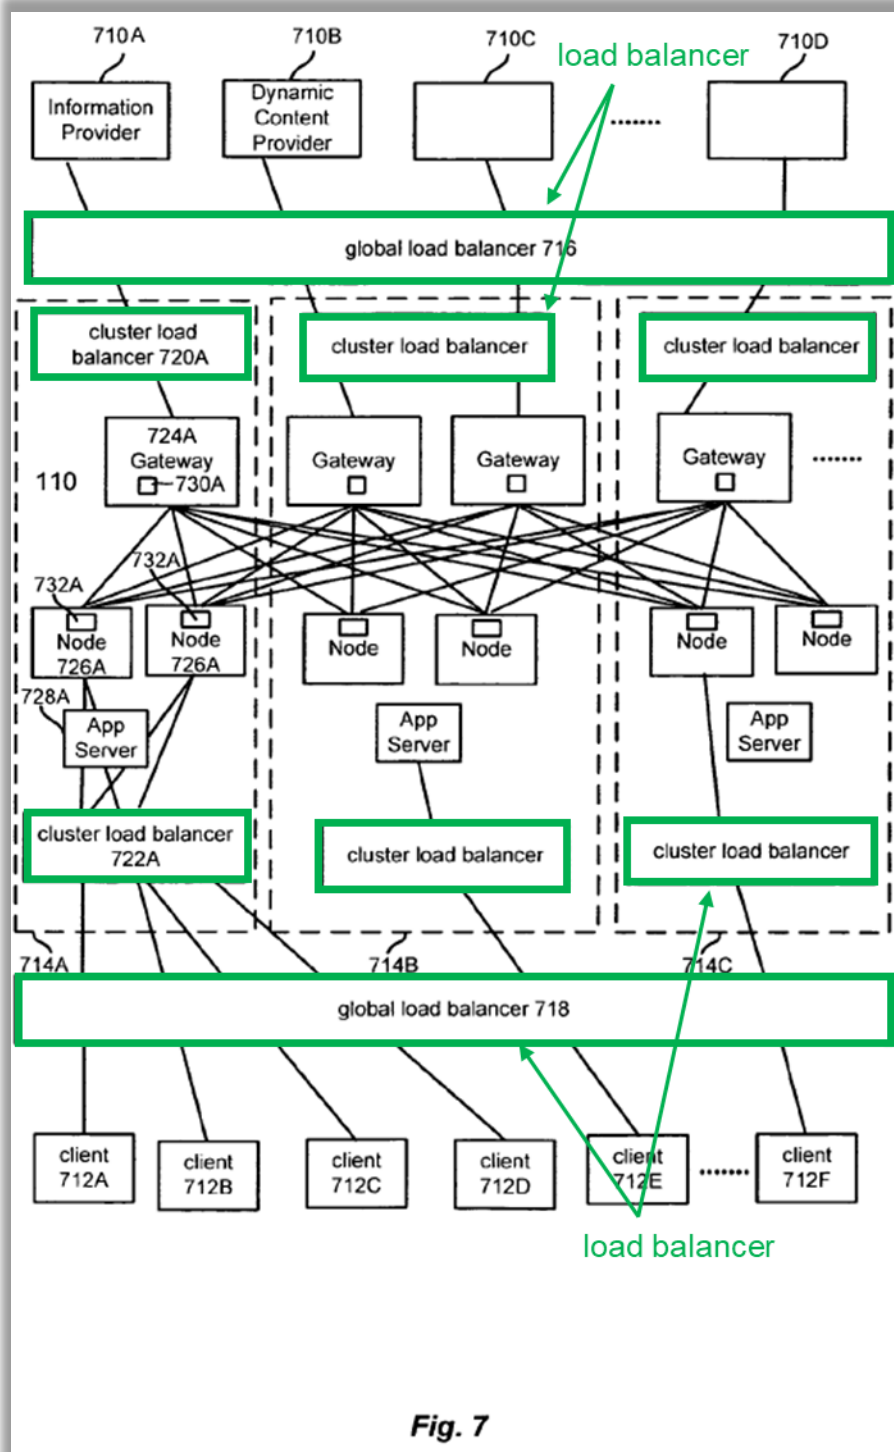 710A
710B
710C
710D
load balancer
Information
Provider
Dynamic
Content
Provider
global load balancer 716
cluster load
balancer 720A
cluster load balancer
cluster load balancer
724A
Gateway
730A
Gateway
Gateway
Gateway
110
732A
732A
Node
726A
Node
726A
Node
Node
Node
Node
728A
App
Server
App
Server
App
Server
cluster load balancer
722A
cluster load balancer
cluster load balancer
714A
714B
714C
global load balancer 718
client
712A
client
712B
client
712C
client
712D
client
712E
client
712F
load balancer
Fig. 7